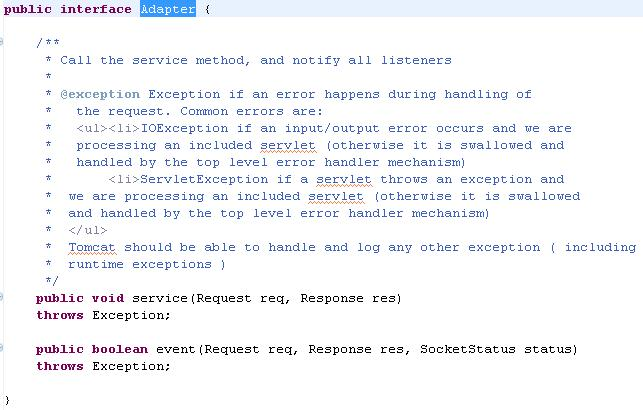 public interface Adapter {
/**
* Call the service method, and notify all listeners
*
* @exception Exception if an error happens during handling of
*   the request. Common errors are:
*   <ul><li>IOException if an input/output error occurs and we are
*   processing an included servlet (otherwise it is swallowed and
*   handled by the top level error handler mechanism)
*       <li>ServletException if a servlet throws an exception and
*  we are processing an included servlet (otherwise it is swallowed
*  and handled by the top level error handler mechanism)
*  </ul>
*  Tomcat should be able to handle and log any other exception ( including
*  runtime exceptions )
*/
public void service(Request req, Response res)
throws Exception;
public boolean event(Request req, Response res, SocketStatus status)
throws Exception;
}